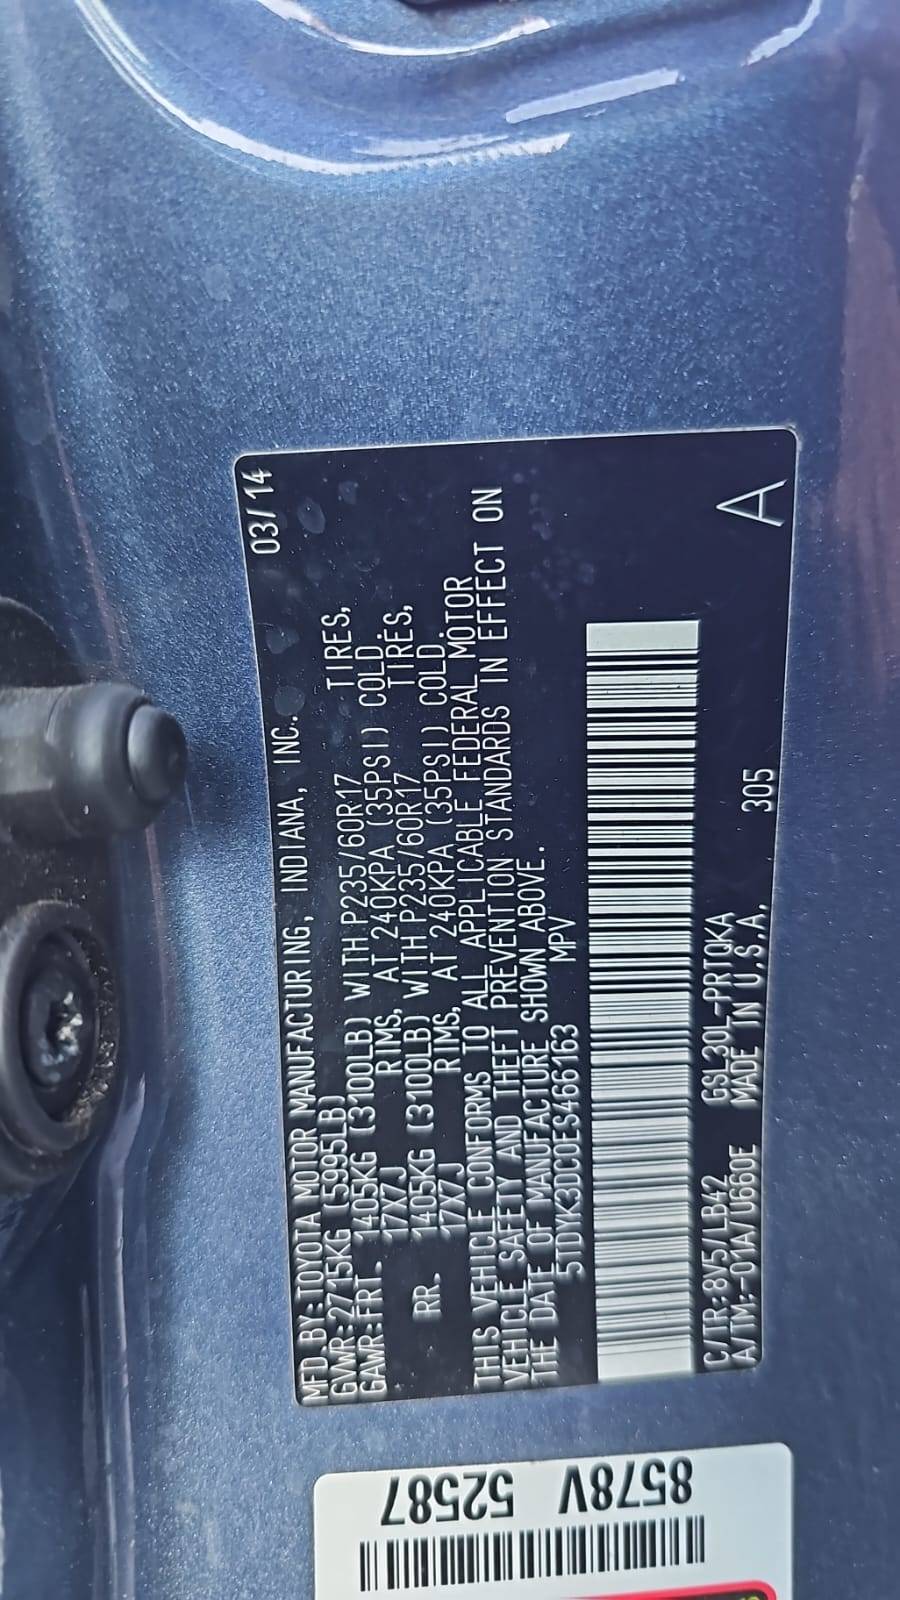 MFD.BY:TOYOTA MOTOR MANUFACTURING, INDIANA, INC. 03/14
GVWR:2715KG (5995LB)
GAWR:FRT. 1405KG (3100LB) WITH P235/60R17 TIRES,
17X7J RIMS, AT 240KPA (35PSI) COLD.
RR. 1405KG (3100LB) WITH P235/60R17 TIRES,
17X7J RIMS, AT 240KPA (35PSI) COLD.
THIS VEHICLE CONFORMS TO ALL APPLICABLE FEDERAL MOTOR
VEHICLE SAFETY AND THEFT PREVENTION STANDARDS IN EFFECT ON
THE DATE OF MANUFACTURE SHOWN ABOVE.
5TDYK3DC0ES466163 MPV
C/TR:8V5/LB42 GSL30L-PRTQKA
A/TM:-01A/U660E MADE IN U.S.A. 305 A
8578V 52587